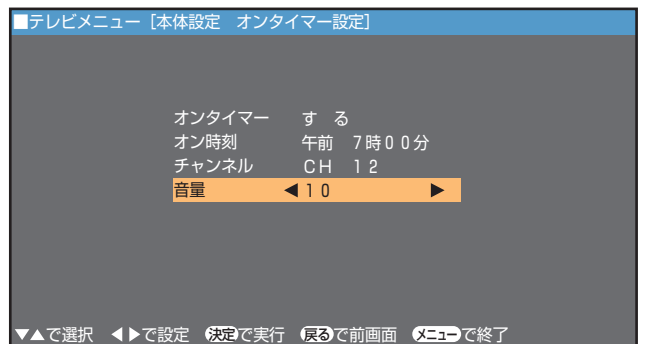 ■テレビメニュー [本体設定 オンタイマー設定]
オンタイマー する
オン時刻 午前 7時00分
チャンネル CH 12
音量 ◀10 ▶
▼▲で選択 ◀▶で設定 決定で実行 戻るで前画面 メニューで終了